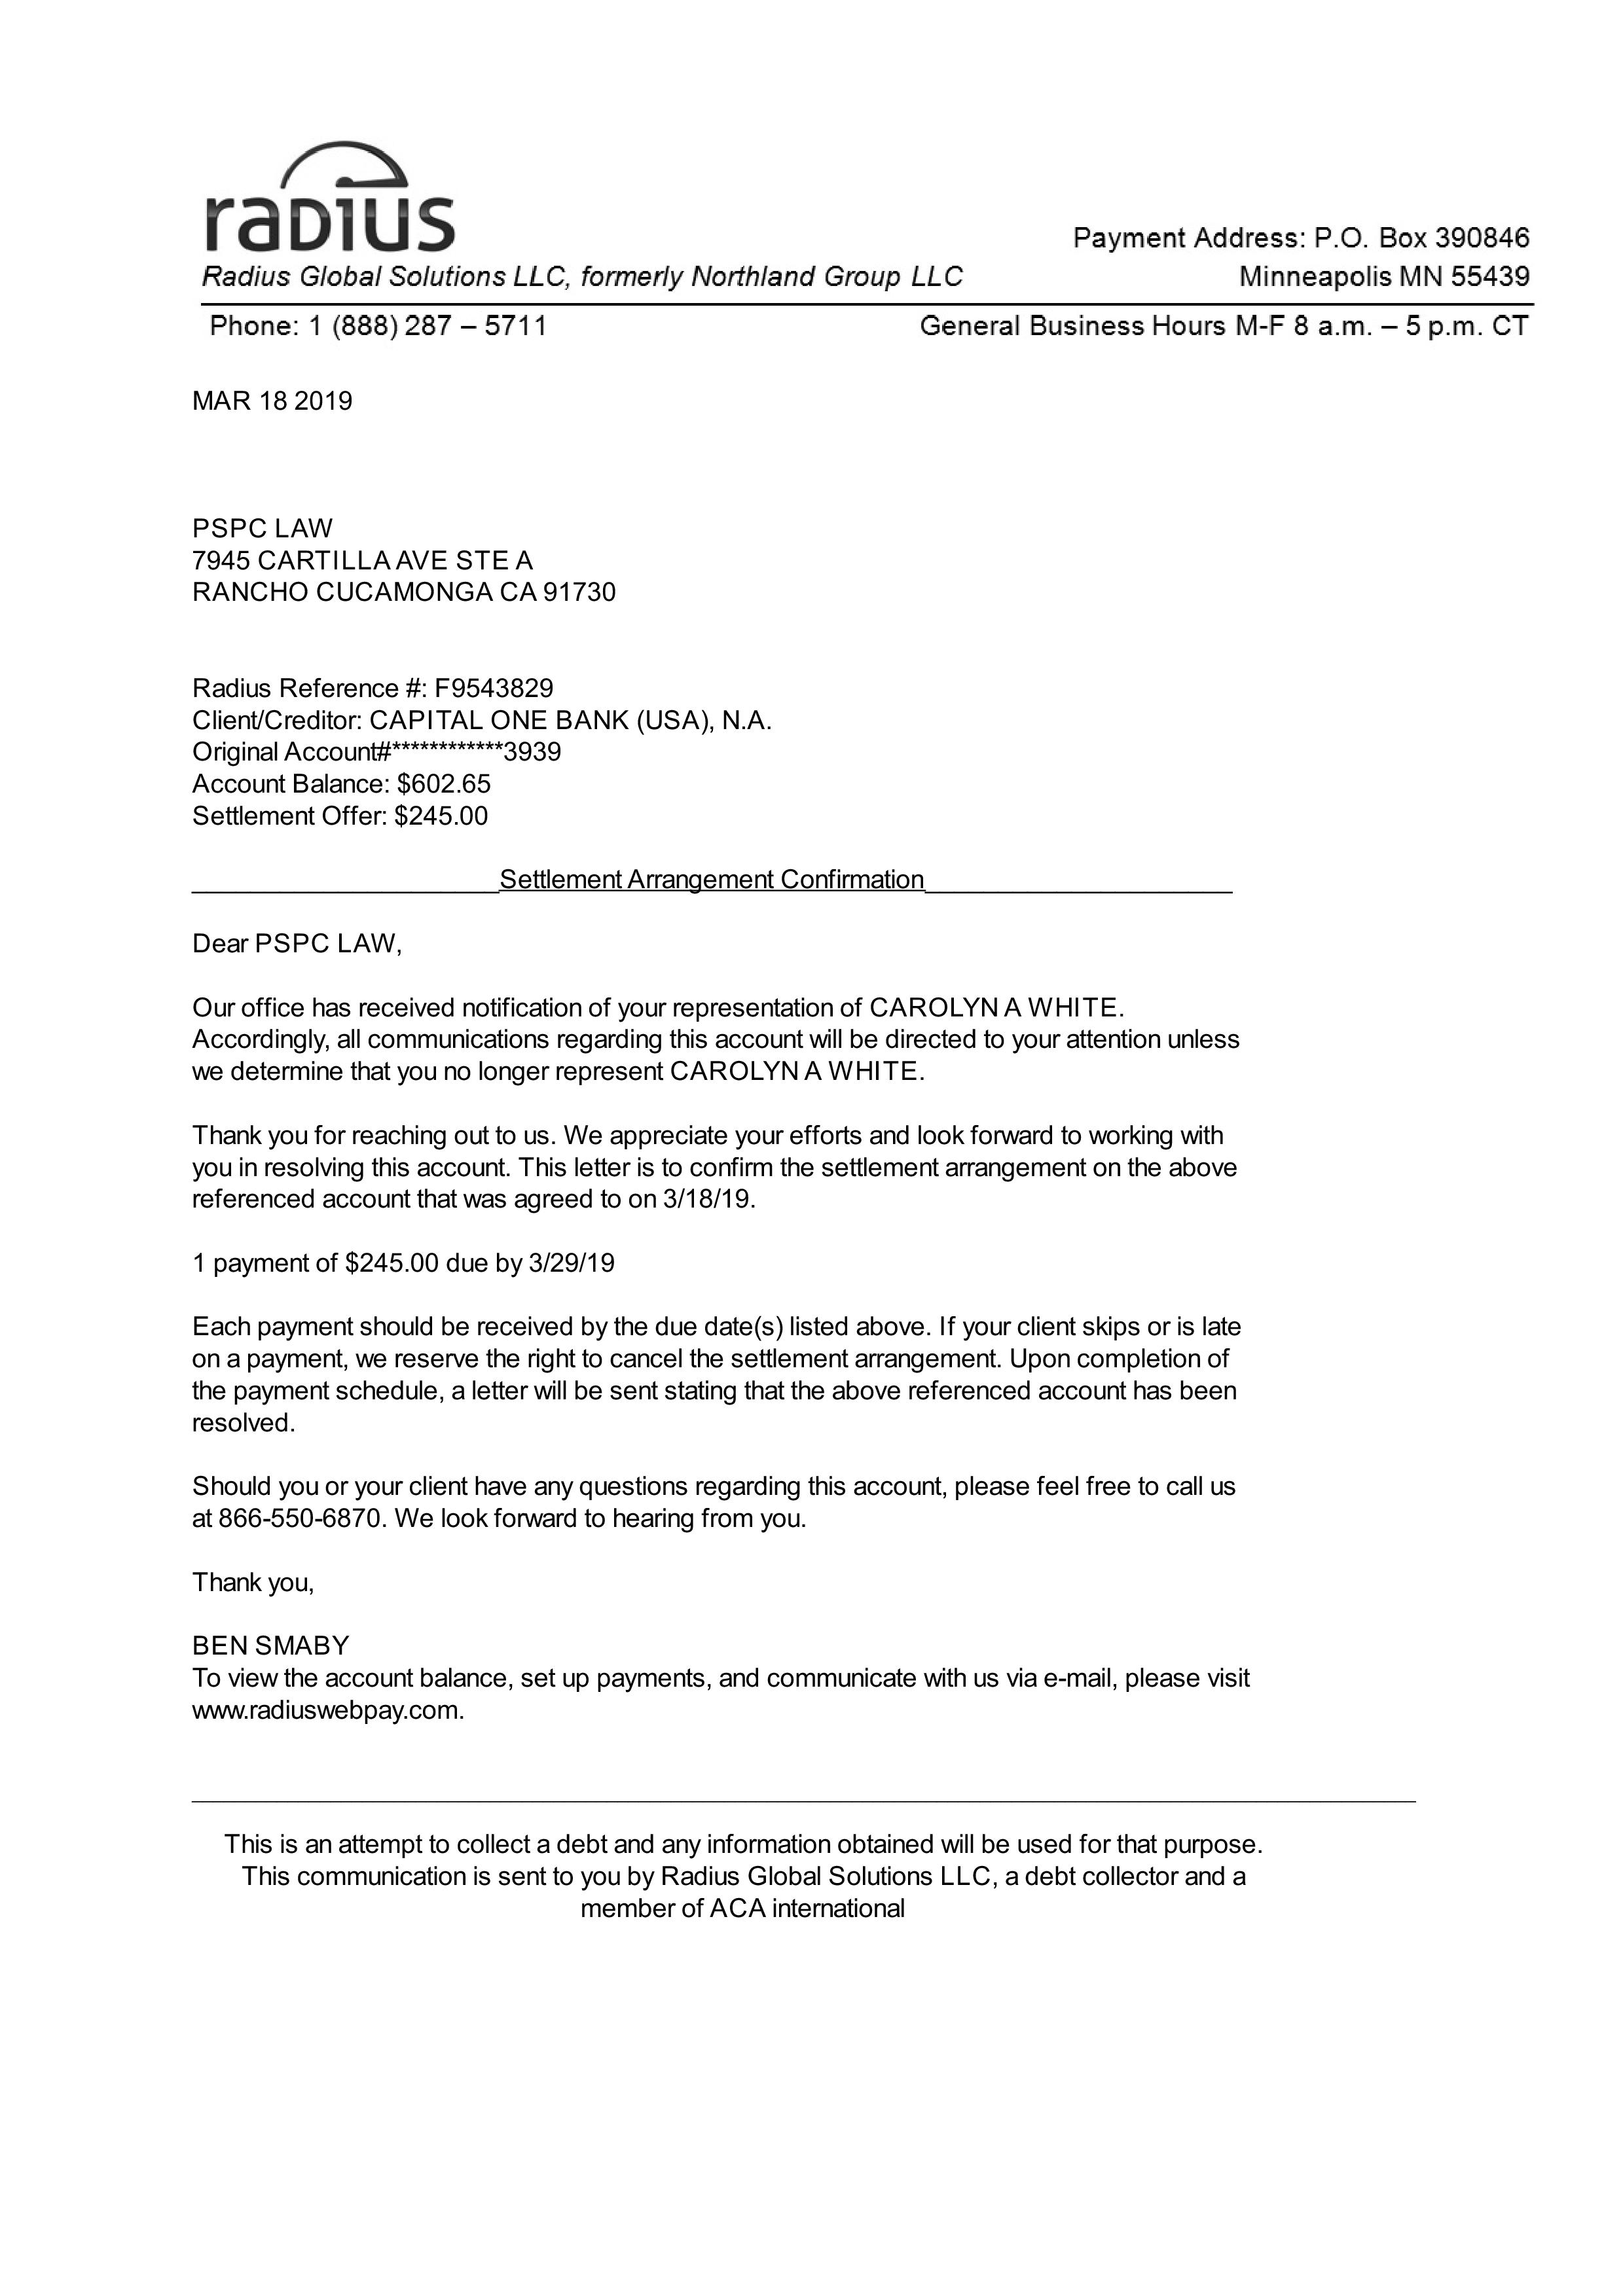 radius
Payment Address: P.O. Box 390846
Radius Global Solutions LLC, formerly Northland Group LLC
Minneapolis MN 55439
Phone: 1 (888) 287 – 5711
General Business Hours M-F 8 a.m. – 5 p.m. CT
MAR 18 2019
PSPC LAW
7945 CARTILLA AVE STE A
RANCHO CUCAMONGA CA 91730
Radius Reference #: F9543829
Client/Creditor: CAPITAL ONE BANK (USA), N.A.
Original Account#************3939
Account Balance: $602.65
Settlement Offer: $245.00
Settlement Arrangement Confirmation
Dear PSPC LAW,
Our office has received notification of your representation of CAROLYN A WHITE.
Accordingly, all communications regarding this account will be directed to your attention unless
we determine that you no longer represent CAROLYN A WHITE.
Thank you for reaching out to us. We appreciate your efforts and look forward to working with
you in resolving this account. This letter is to confirm the settlement arrangement on the above
referenced account that was agreed to on 3/18/19.
1 payment of $245.00 due by 3/29/19
Each payment should be received by the due date(s) listed above. If your client skips or is late
on a payment, we reserve the right to cancel the settlement arrangement. Upon completion of
the payment schedule, a letter will be sent stating that the above referenced account has been
resolved.
Should you or your client have any questions regarding this account, please feel free to call us
at 866-550-6870. We look forward to hearing from you.
Thank you,
BEN SMABY
To view the account balance, set up payments, and communicate with us via e-mail, please visit
www.radiuswebpay.com.
This is an attempt to collect a debt and any information obtained will be used for that purpose.
This communication is sent to you by Radius Global Solutions LLC, a debt collector and a
member of ACA international